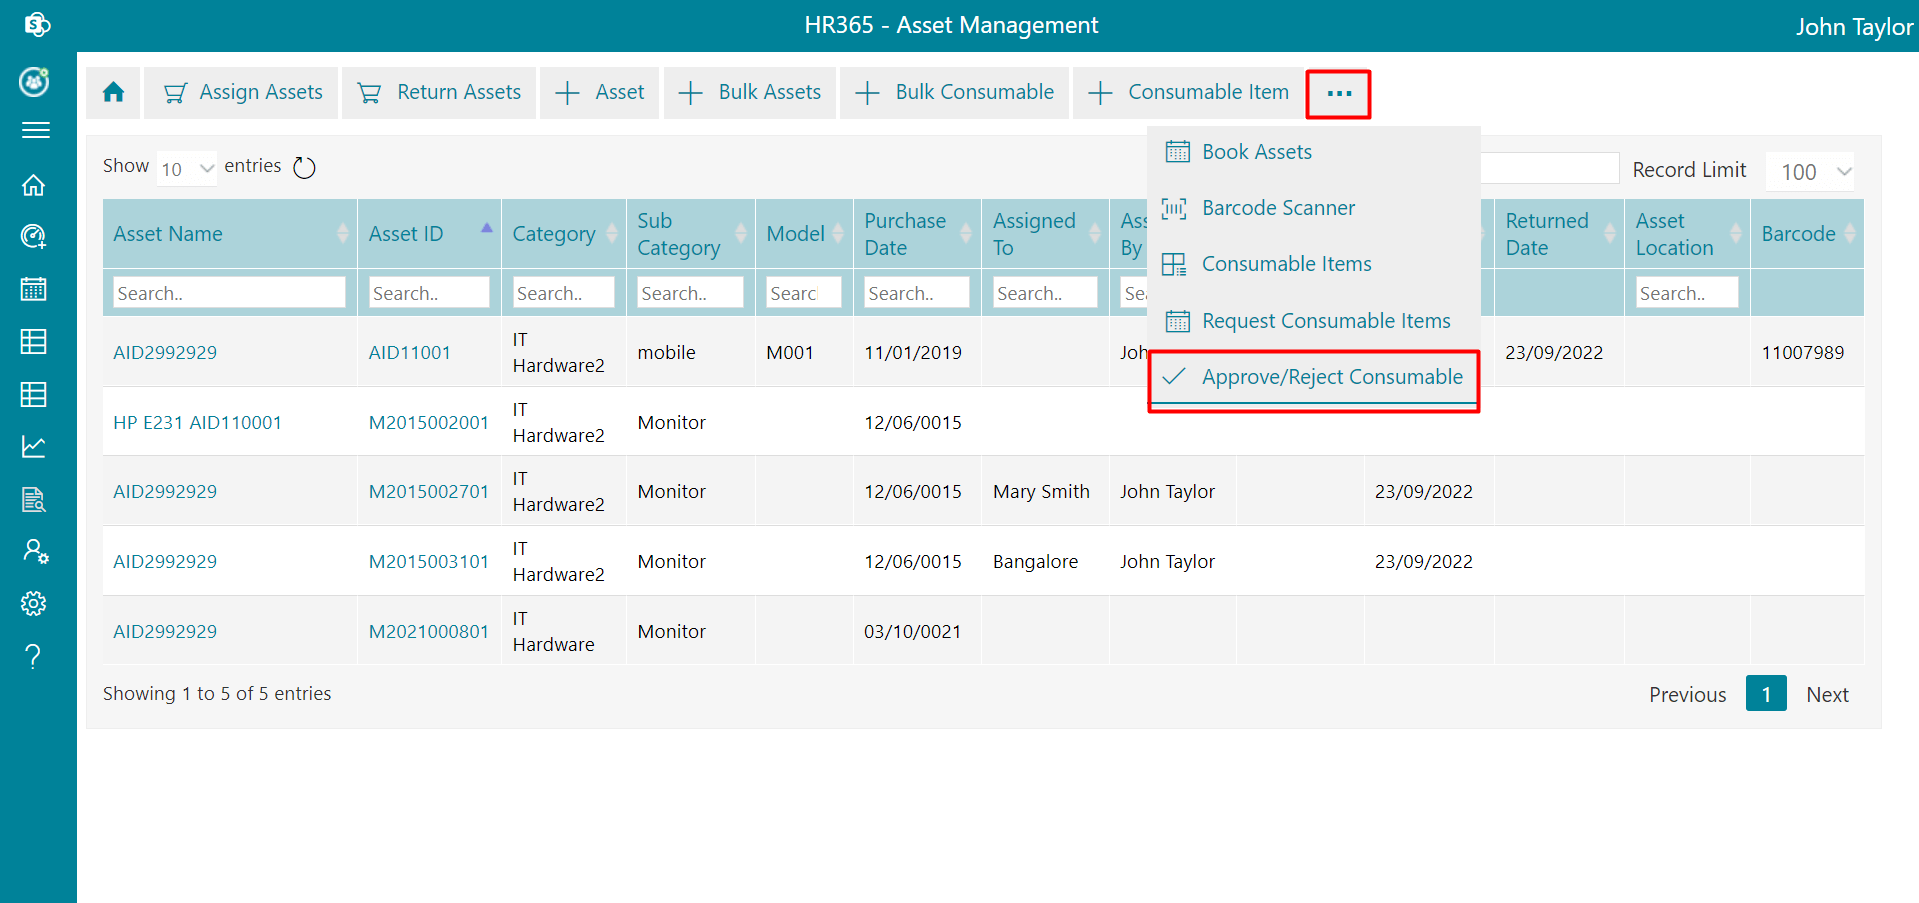 HR365 - Asset Management
John Taylor
Assign Assets
Return Assets
Asset
Bulk Assets
Bulk Consumable
Consumable Item
...
Book Assets
Barcode Scanner
Consumable Items
Request Consumable Items
Approve/Reject Consumable
Show 10 entries
Record Limit 100
Asset Name
Asset ID
Category
Sub
Category
Model
Purchase
Date
Assigned
To
Ass
By
Returned
Date
Asset
Location
Barcode
Search.. Search.. Search.. Search.. Searc Search.. Search.. Sea Search..
AID2992929 AID11001 IT
Hardware2 mobile M001 11/01/2019 Joh 23/09/2022 11007989
HP E231 AID110001 M2015002001 IT
Hardware2 Monitor 12/06/0015
AID2992929 M2015002701 IT
Hardware2 Monitor 12/06/0015 Mary Smith John Taylor 23/09/2022
AID2992929 M2015003101 IT
Hardware2 Monitor 12/06/0015 Bangalore John Taylor 23/09/2022
AID2992929 M2021000801 IT
Hardware Monitor 03/10/0021
Showing 1 to 5 of 5 entries
Previous 1 Next